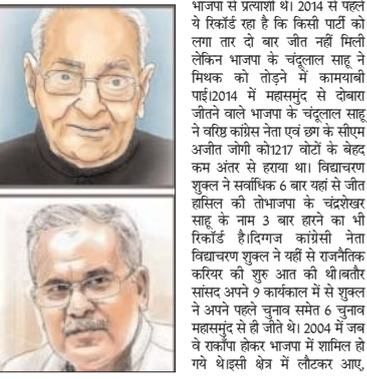 भाजपा से प्रत्याशी थे। 2014 से पहले
ये रिकॉर्ड रहा है कि किसी पार्टी को
लगा तार दो बार जीत नहीं मिली
लेकिन भाजपा के चंदूलाल साहू ने
मिथक को तोड़ने में कामयाबी
पाई।2014 में महासमुंद से दोबारा
जीतने वाले भाजपा के चंदूलाल साहू
ने वरिष्ठ कांग्रेस नेता एवं छग के सीएम
अजीत जोगी को1217 वोटों के बेहद
कम अंतर से हराया था। विद्याचरण
शुक्ल ने सर्वाधिक 6 बार यहां से जीत
हासिल की तोभाजपा के चंद्रशेखर
साहू के नाम 3 बार हारने का भी
रिकॉर्ड है।दिग्गज कांग्रेसी नेता
विद्याचरण शुक्ल ने यहीं से राजनैतिक
करियर की शुरु आत की थी।बतौर
सांसद अपने 9 कार्यकाल में से शुक्ल
ने अपने पहले चुनाव समेत 6 चुनाव
महासमुंद से ही जीते थे। 2004 में जब
वे राकांपा होकर भाजपा में शामिल हो
गये थे।इसी क्षेत्र में लौटकर आए,